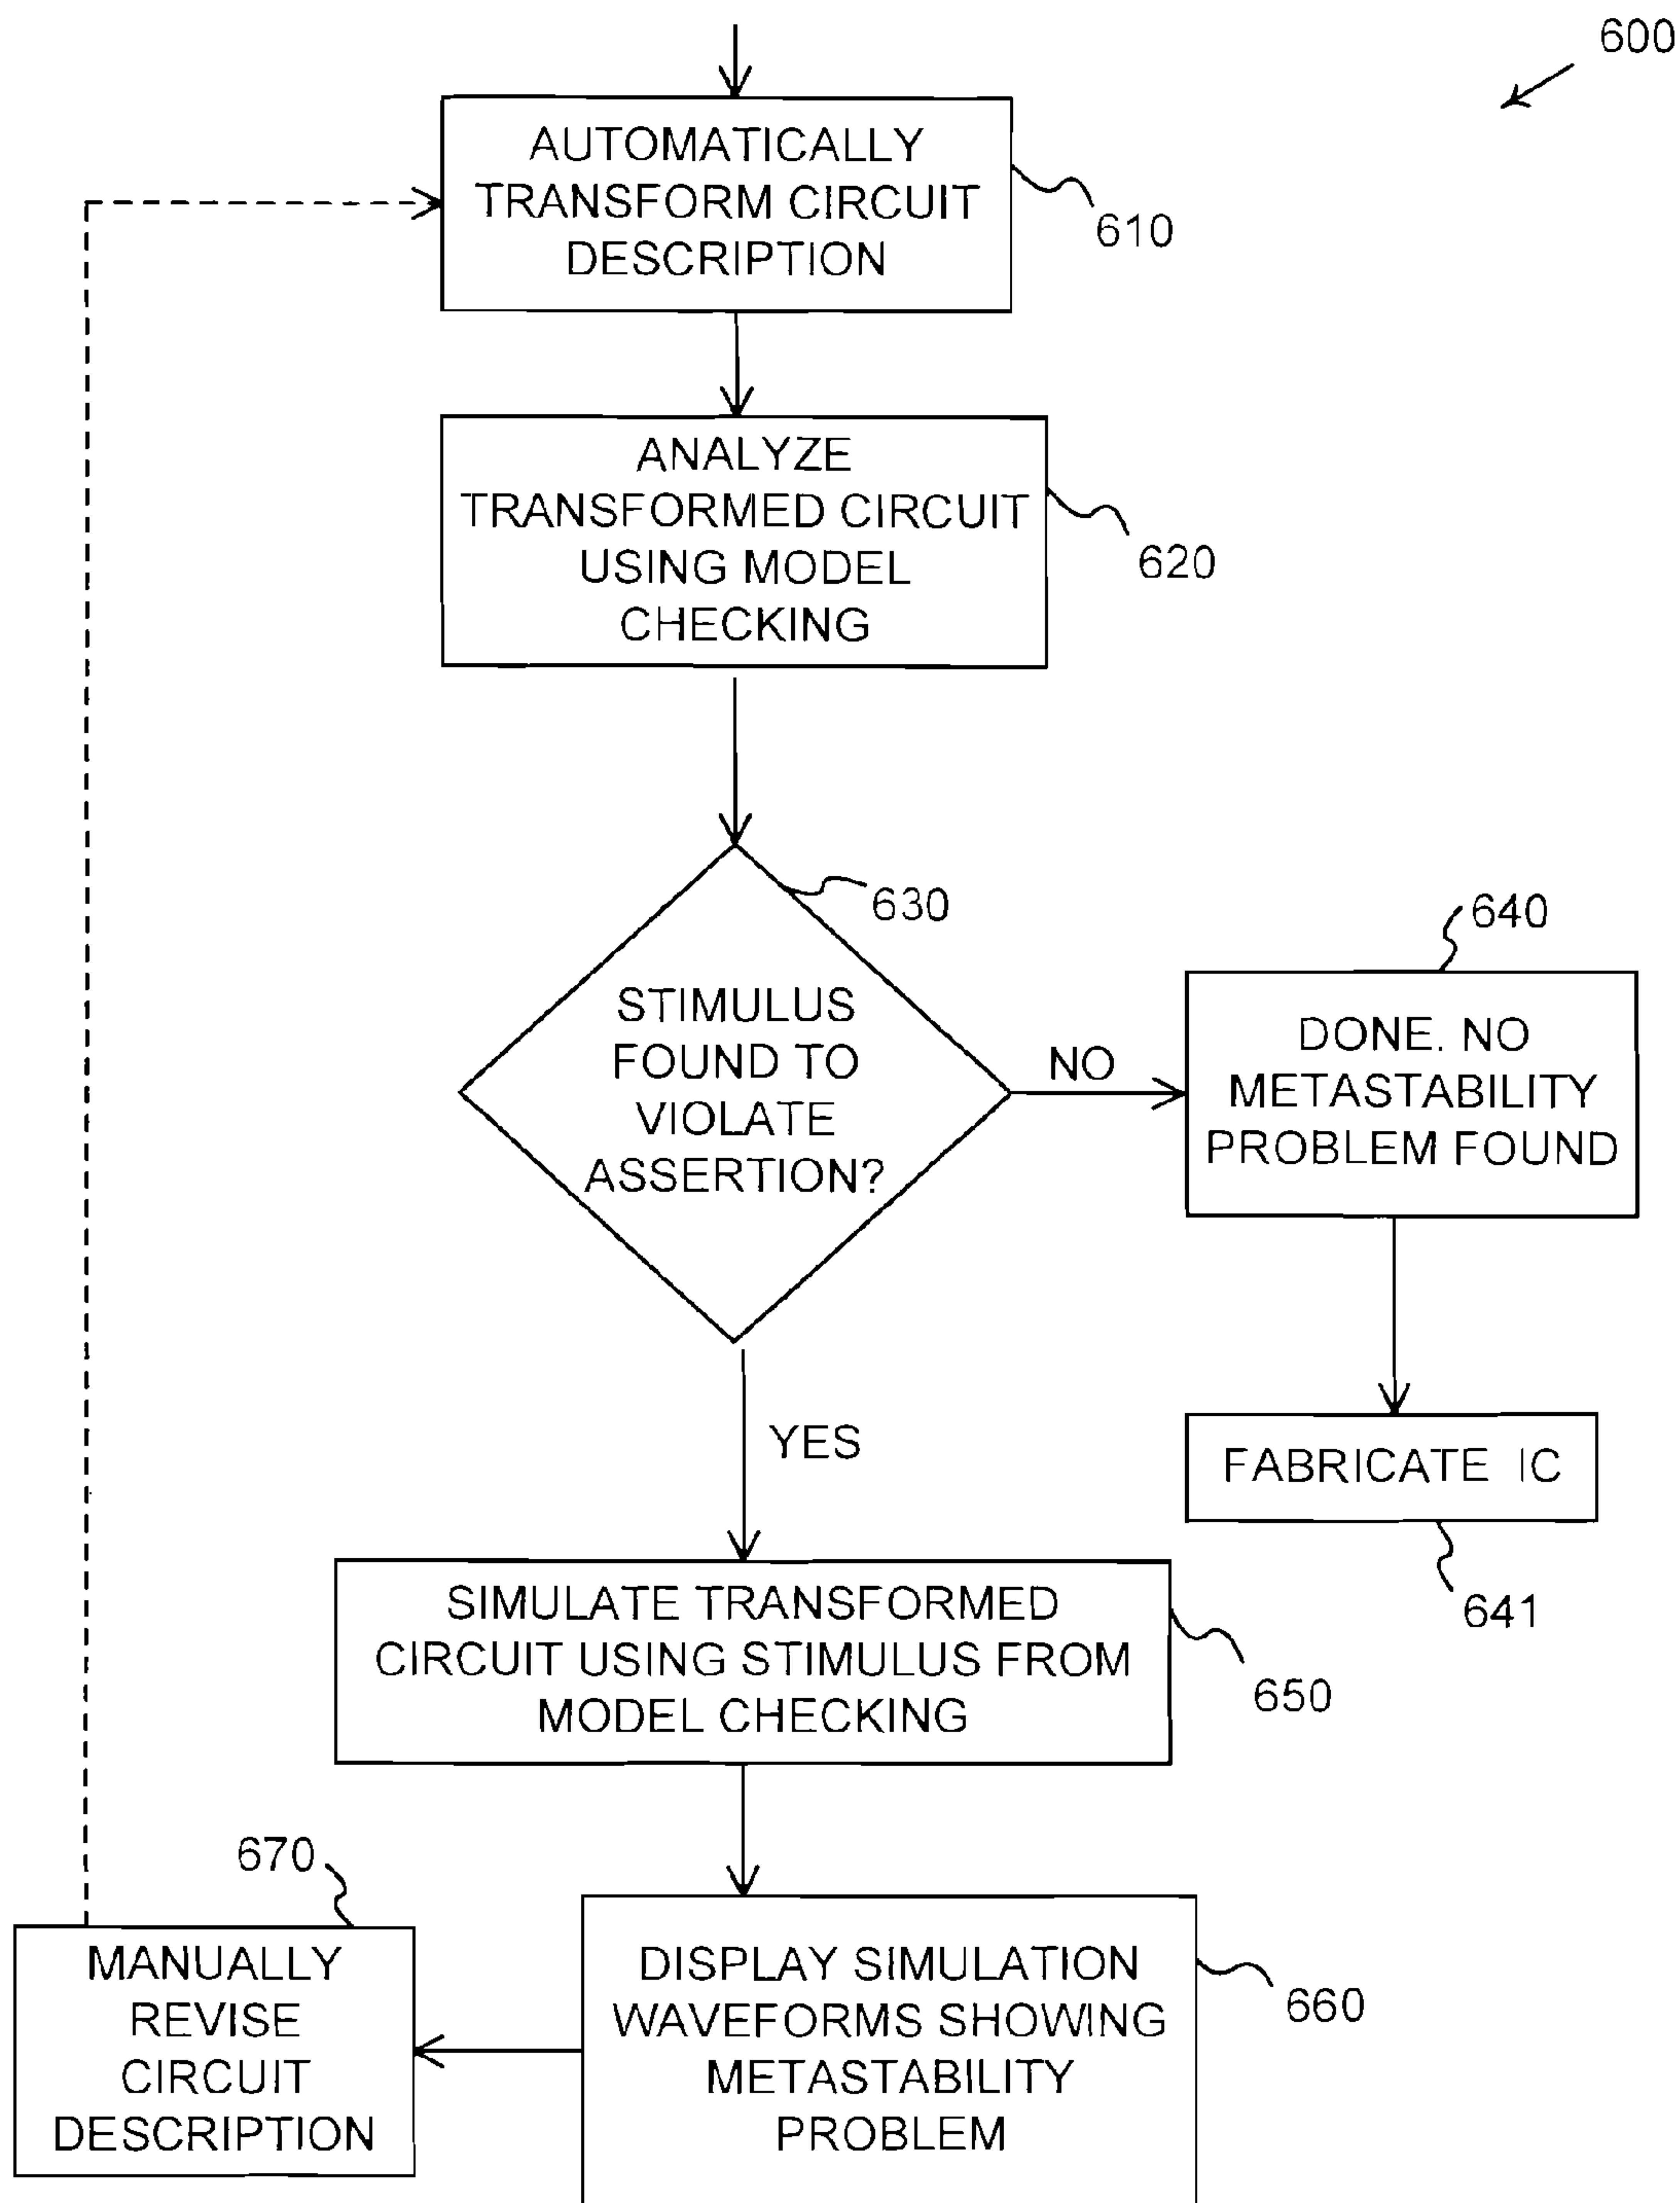 600
AUTOMATICALLY
TRANSFORM CIRCUIT
DESCRIPTION
610
ANALYZE
TRANSFORMED CIRCUIT
USING MODEL
CHECKING
620
630
STIMULUS
FOUND TO
VIOLATE
ASSERTION?
NO
640
DONE. NO
METASTABILITY
PROBLEM FOUND
YES
FABRICATE IC
641
SIMULATE TRANSFORMED
CIRCUIT USING STIMULUS FROM
MODEL CHECKING
650
670
MANUALLY
REVISE
CIRCUIT
DESCRIPTION
DISPLAY SIMULATION
WAVEFORMS SHOWING
METASTABILITY
PROBLEM
660